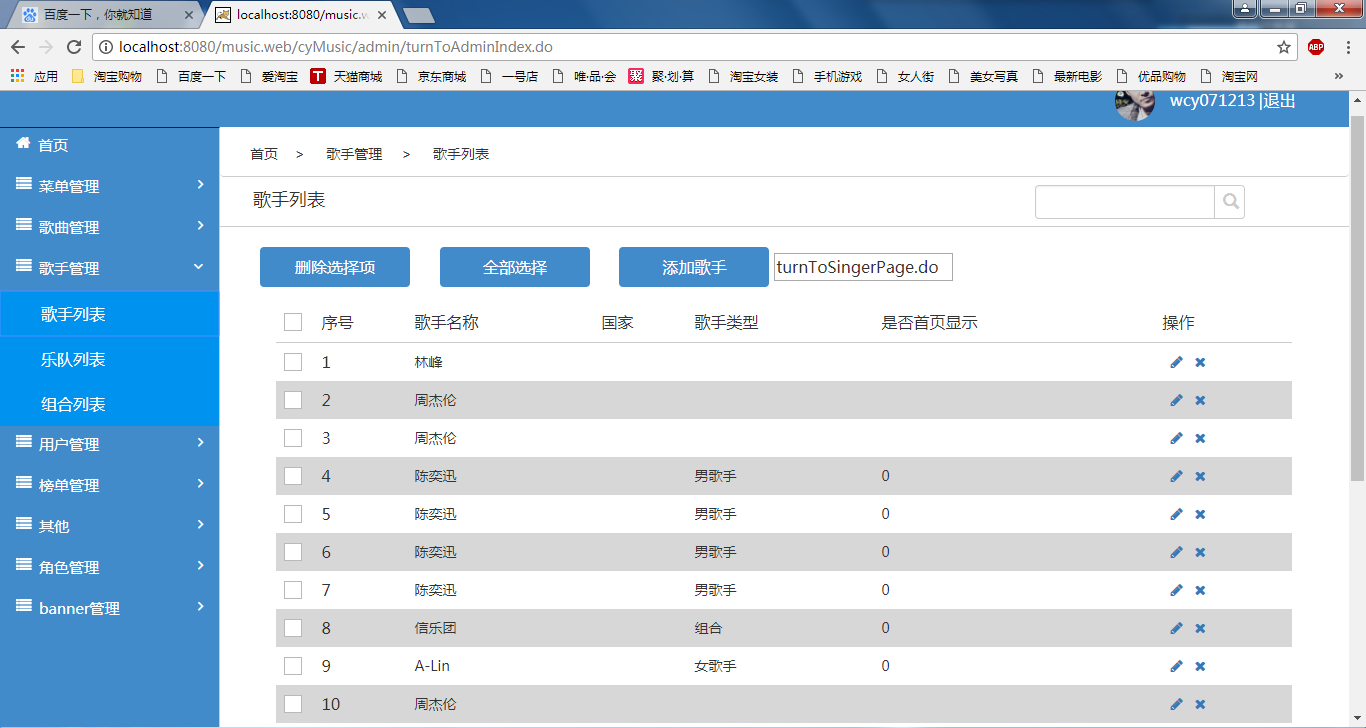 百度一下，你就知道
localhost:8080/music.w
localhost:8080/music.web/cyMusic/admin/turnToAdminIndex.do
ABP
应用 淘宝购物 百度一下 爱淘宝 T 天猫商城 京东商城 一号店 唯·品·会 聚 聚·划·算 淘宝女装 手机游戏 女人街 美女写真 最新电影 优品购物 淘宝网 »
wcy071213 |退出
首页
菜单管理
歌曲管理
歌手管理
歌手列表
乐队列表
组合列表
用户管理
榜单管理
其他
角色管理
banner管理
首页 > 歌手管理 > 歌手列表
歌手列表
删除选择项 全部选择 添加歌手 turnToSingerPage.do
序号 歌手名称 国家 歌手类型 是否首页显示 操作
1 林峰
2 周杰伦
3 周杰伦
4 陈奕迅 男歌手 0
5 陈奕迅 男歌手 0
6 陈奕迅 男歌手 0
7 陈奕迅 男歌手 0
8 信乐团 组合 0
9 A-Lin 女歌手 0
10 周杰伦